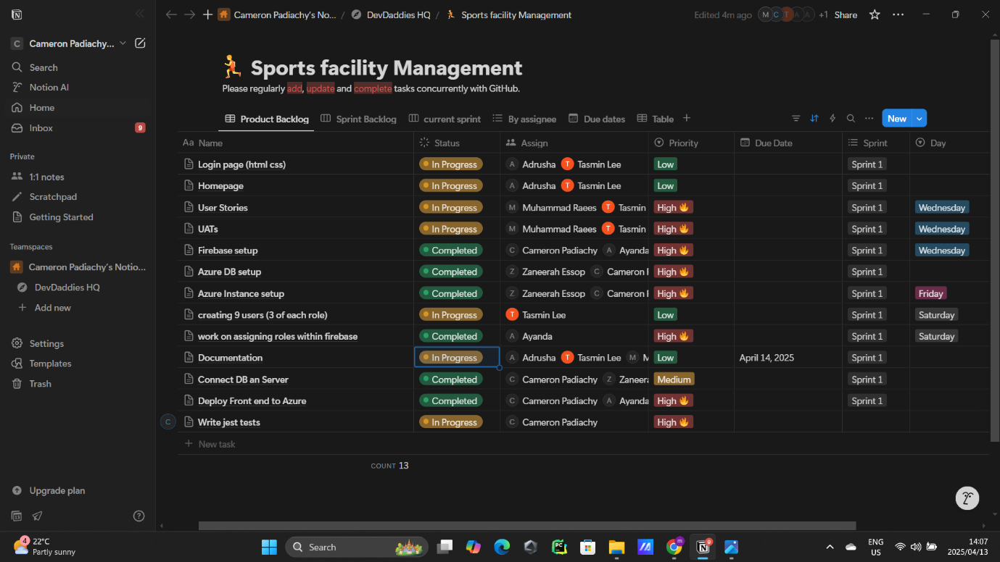 Cameron Padiachy's No... / DevDaddies HQ / Sports facility Management
Edited 4m ago M C T A A +1 Share
C Cameron Padiachy...
Search
Notion AI
Home
Inbox 9
Private
1:1 notes
Scratchpad
Getting Started
Teamspaces
Cameron Padiachy's Notio...
DevDaddies HQ
Add new
Settings
Templates
Trash
Upgrade plan
Sports facility Management
Please regularly add, update and complete tasks concurrently with GitHub.
Product Backlog Sprint Backlog current sprint By assignee Due dates Table
New
Aa Name Status Assign Priority Due Date Sprint Day
Login page (html css) In Progress A Adrusha T Tasmin Lee Low Sprint 1
Homepage In Progress A Adrusha T Tasmin Lee Low Sprint 1
User Stories In Progress M Muhammad Raees T Tasmin High Sprint 1 Wednesday
UATs In Progress M Muhammad Raees T Tasmin High Sprint 1 Wednesday
Firebase setup Completed C Cameron Padiachy A Ayanda High Sprint 1 Wednesday
Azure DB setup Completed Z Zaneerah Essop C Cameron High Sprint 1
Azure Instance setup Completed Z Zaneerah Essop C Cameron High Sprint 1 Friday
creating 9 users (3 of each role) In Progress T Tasmin Lee Low Sprint 1 Saturday
work on assigning roles within firebase Completed A Ayanda High Sprint 1 Saturday
Documentation In Progress A Adrusha T Tasmin Lee M Low April 14, 2025 Sprint 1
Connect DB an Server Completed C Cameron Padiachy Z Zaneera Medium Sprint 1
Deploy Front end to Azure Completed C Cameron Padiachy A Ayanda High Sprint 1
C Write jest tests In Progress C Cameron Padiachy High
New task
COUNT 13
4 22°C
Partly sunny
Search
ENG
US
14:07
2025/04/13